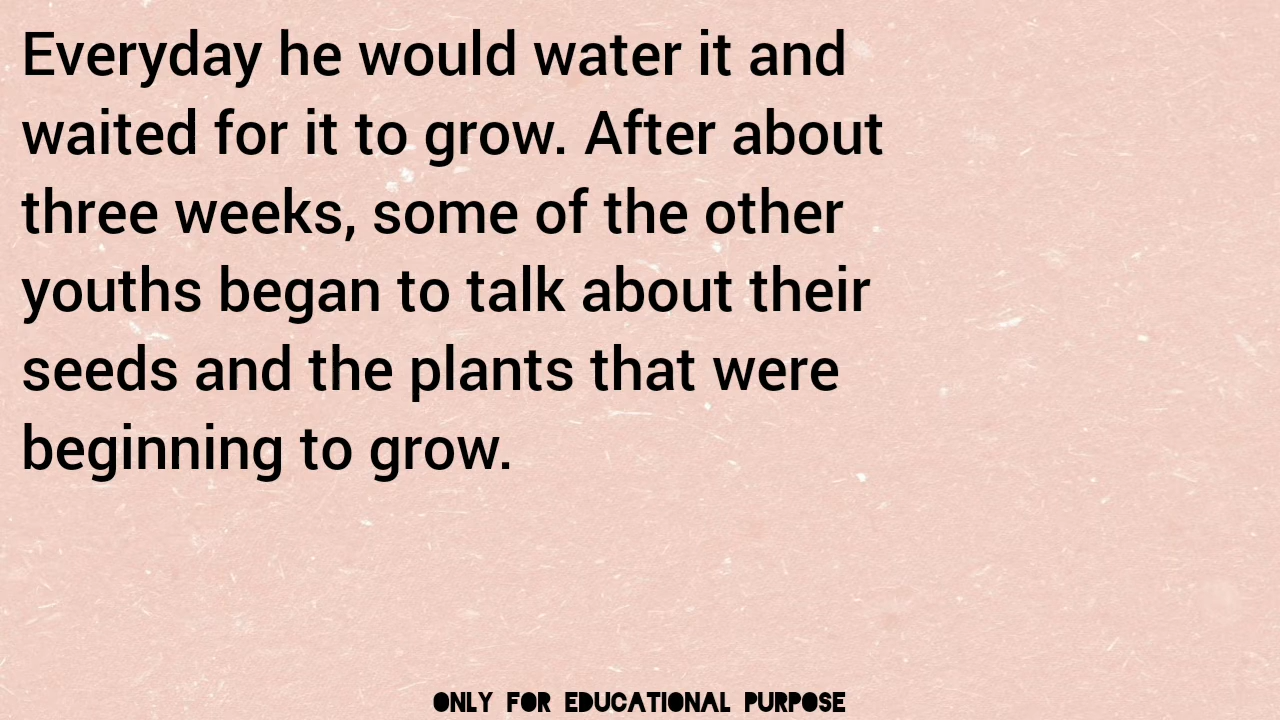 Everyday he would water it and
waited for it to grow. After about
three weeks, some of the other
youths began to talk about their
seeds and the plants that were
beginning to grow.
ONLY FOR EDUCATIONAL PURPOSE